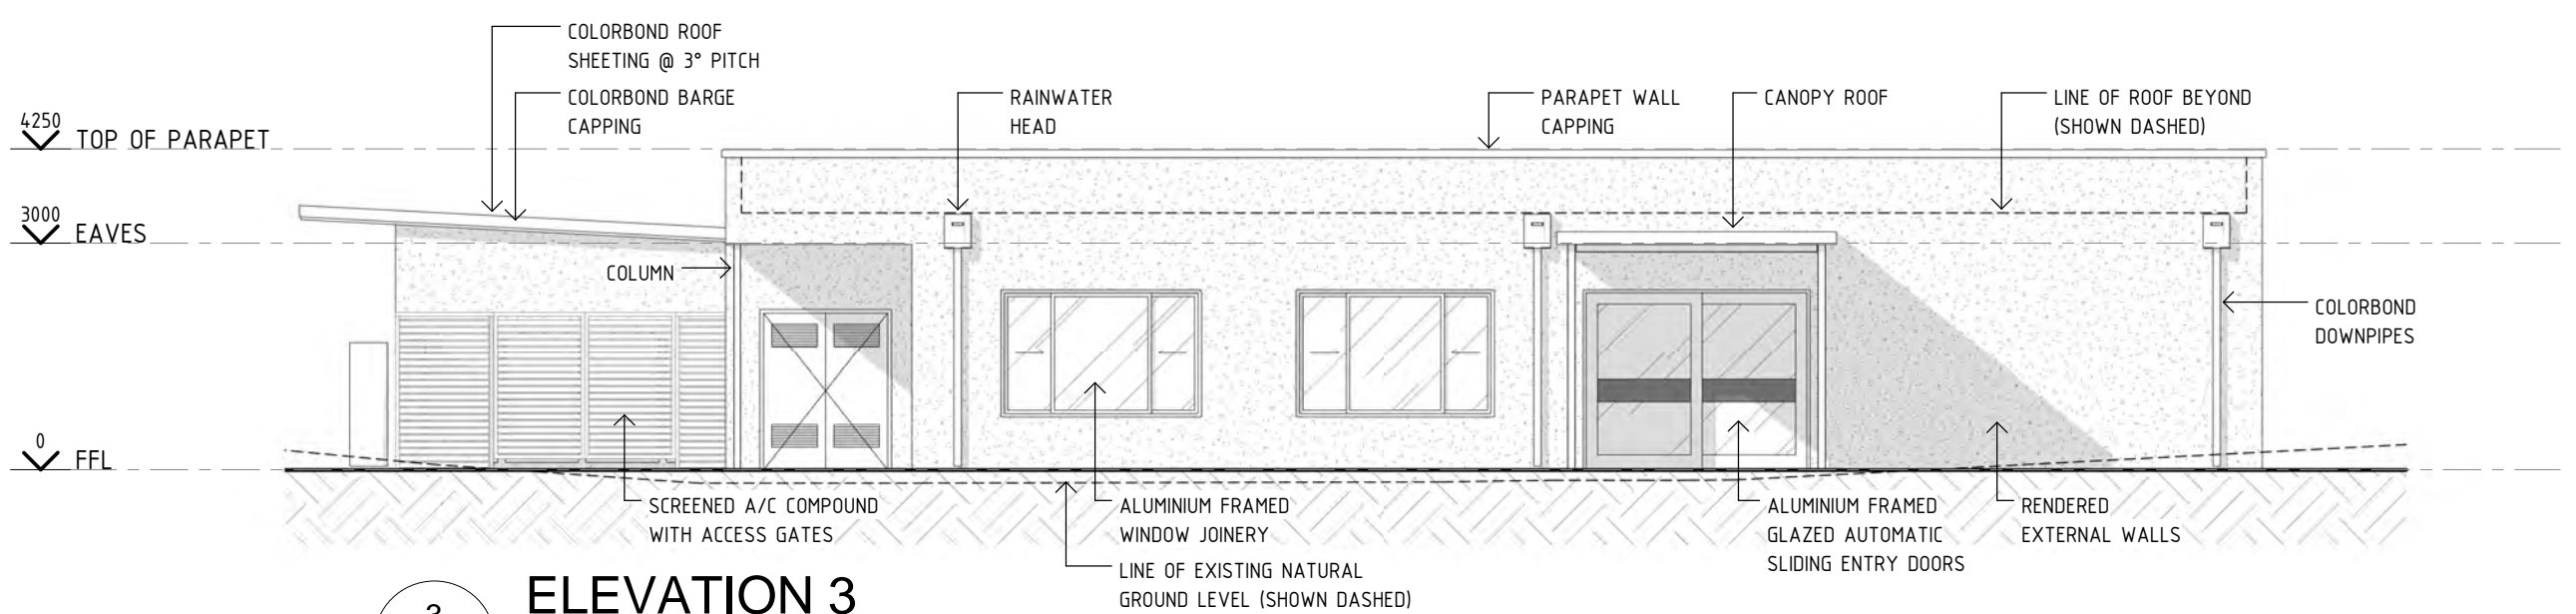 COLORBOND ROOF
SHEETING @ 3° PITCH
COLORBOND BARGE
CAPPING
RAINWATER
HEAD
PARAPET WALL
CAPPING
CANOPY ROOF
LINE OF ROOF BEYOND
(SHOWN DASHED)
4250
TOP OF PARAPET
3000
EAVES
COLUMN
COLORBOND
DOWNPIPES
0
FFL
SCREENED A/C COMPOUND
WITH ACCESS GATES
ALUMINIUM FRAMED
WINDOW JOINERY
ALUMINIUM FRAMED
GLAZED AUTOMATIC
SLIDING ENTRY DOORS
RENDERED
EXTERNAL WALLS
LINE OF EXISTING NATURAL
GROUND LEVEL (SHOWN DASHED)
3
ELEVATION 3